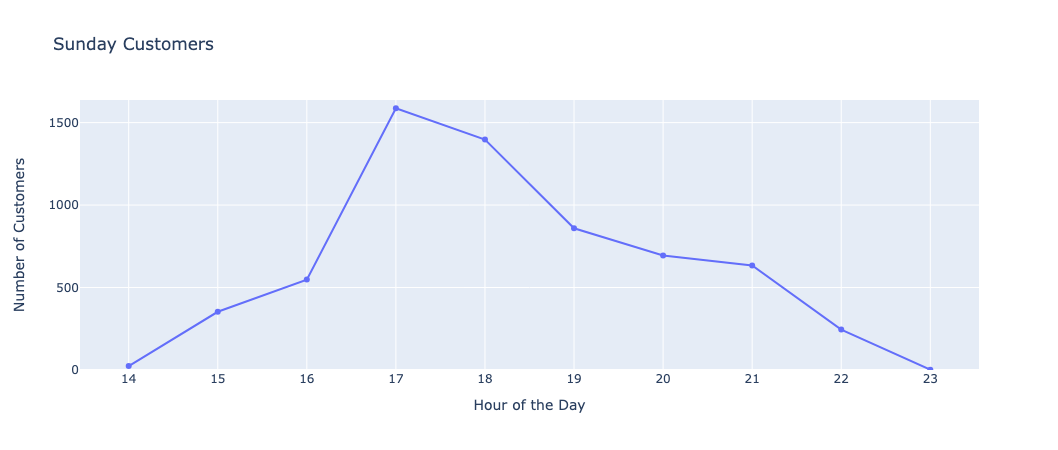 Sunday Customers
Number of Customers
1500
1000
500
0
14 15 16 17 18 19 20 21 22 23
Hour of the Day